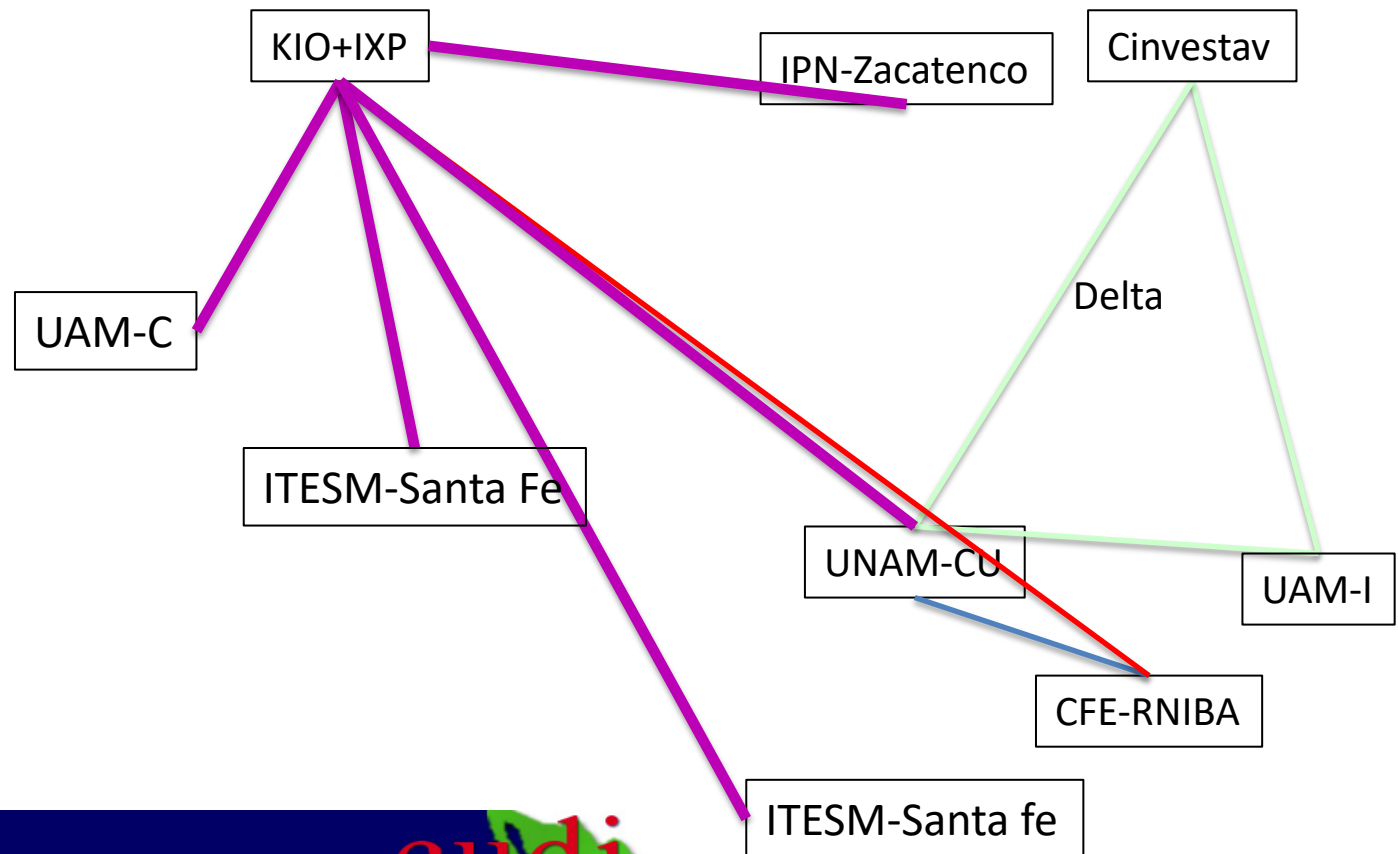 KIO+IXP
IPN-Zacatenco
Cinvestav
Delta
UAM-C
ITESM-Santa Fe
UNAM-CU
UAM-I
CFE-RNIBA
ITESM-Santa fe